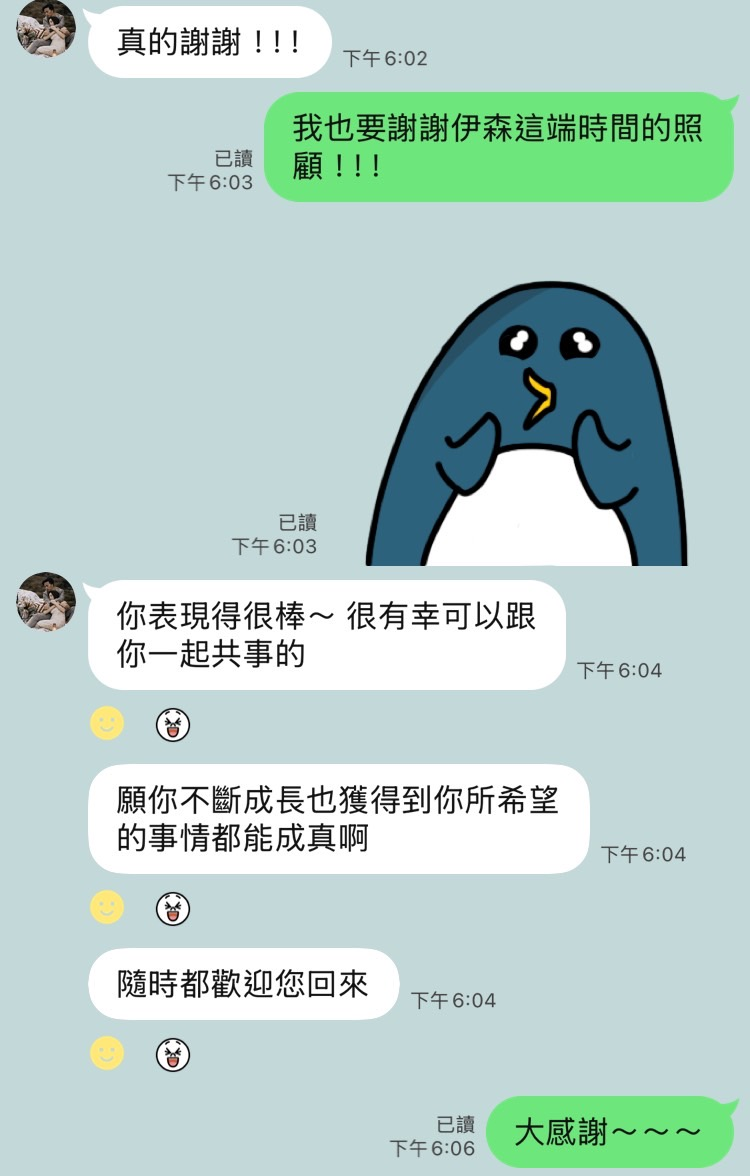 真的謝謝！！！
下午6:02
我也要謝謝伊森這端時間的照
顧！！！
已讀
下午6:03
已讀
下午6:03
你表現得很棒～ 很有幸可以跟
你一起共事的
下午6:04
願你不斷成長也獲得到你所希望
的事情都能成真啊
下午6:04
隨時都歡迎您回來
下午6:04
大感謝～～～
已讀
下午6:06